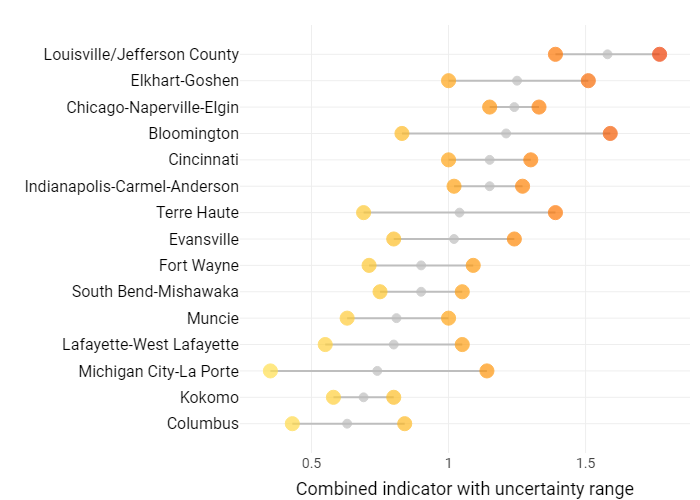 Louisville/Jefferson County
Elkhart-Goshen
Chicago-Naperville-Elgin
Bloomington
Cincinnati
Indianapolis-Carmel-Anderson
Terre Haute
Evansville
Fort Wayne
South Bend-Mishawaka
Muncie
Lafayette-West Lafayette
Michigan City-La Porte
Kokomo
Columbus
0.5 1 1.5
Combined indicator with uncertainty range